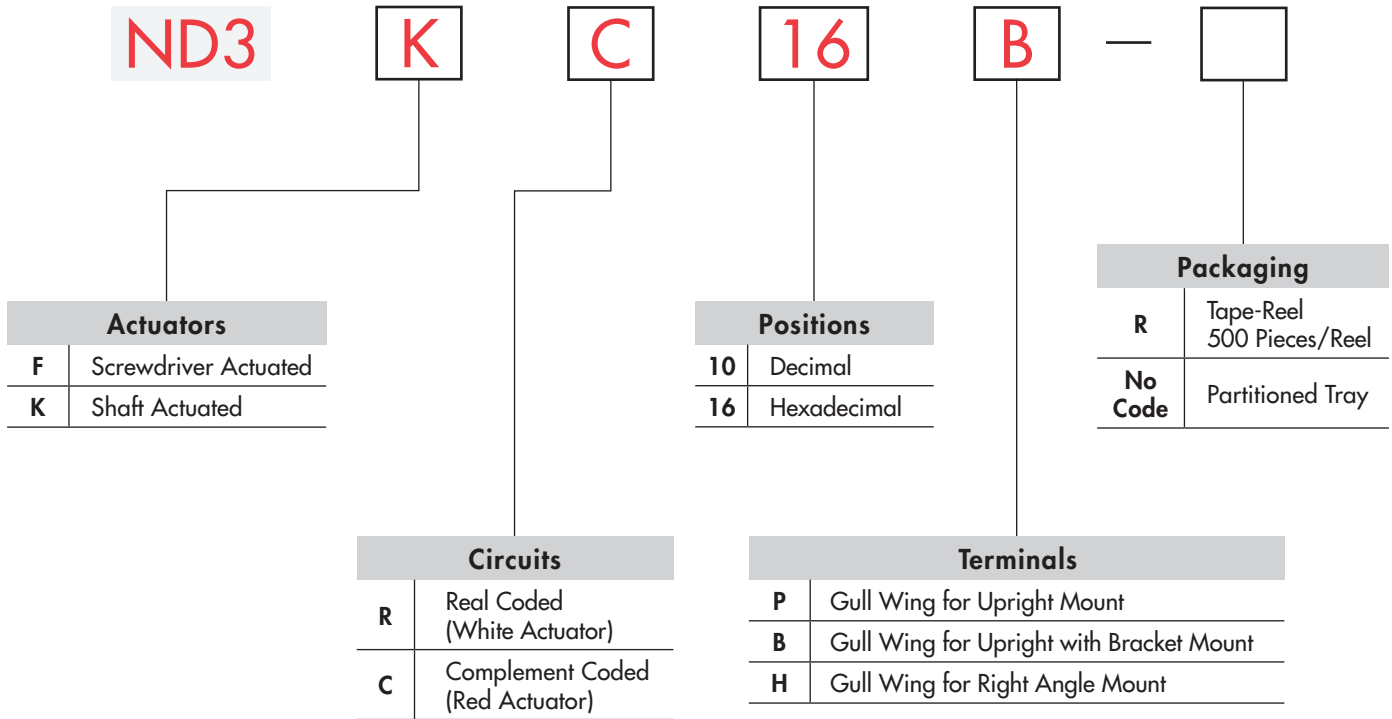 ND3 K C 16 B —
Packaging
R Tape-Reel
500 Pieces/Reel
No
Code Partitioned Tray
Actuators
F Screwdriver Actuated
K Shaft Actuated
Positions
10 Decimal
16 Hexadecimal
Circuits
R Real Coded
(White Actuator)
C Complement Coded
(Red Actuator)
Terminals
P Gull Wing for Upright Mount
B Gull Wing for Upright with Bracket Mount
H Gull Wing for Right Angle Mount